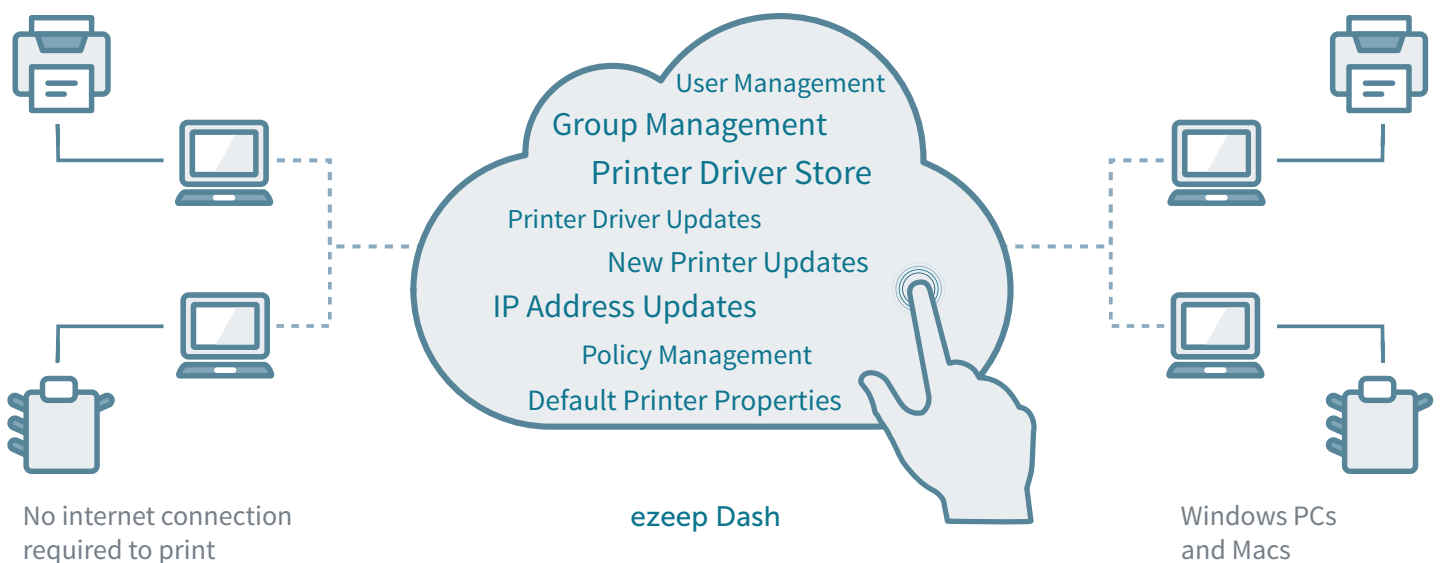 User Management
Group Management
Printer Driver Store
Printer Driver Updates
New Printer Updates
IP Address Updates
Policy Management
Default Printer Properties
No internet connection
required to print
ezeep Dash
Windows PCs
and Macs